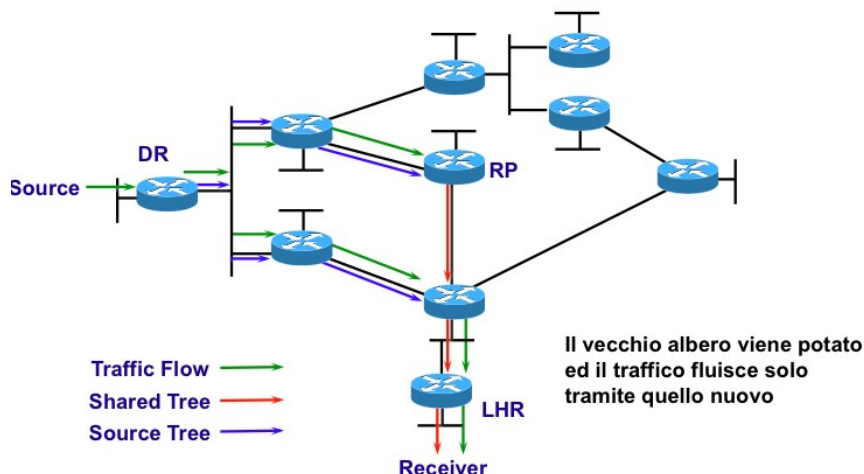 DR
RP
Source
Il vecchio albero viene potato
ed il traffico fluisce solo
tramite quello nuovo
Traffic Flow
Shared Tree
Source Tree
LHR
Receiver